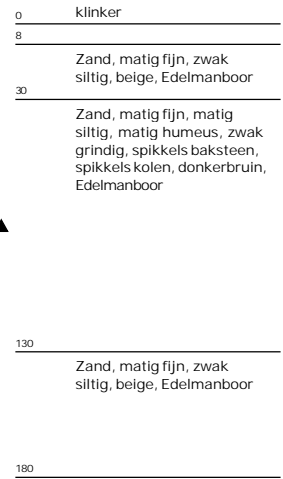 0 klinker
8
Zand, matig fijn, zwak
siltig, beige, Edelmanboor
30
Zand, matig fijn, matig
siltig, matig humeus, zwak
grindig, spikkels baksteen,
spikkels kolen, donkerbruin,
Edelmanboor
130
Zand, matig fijn, zwak
siltig, beige, Edelmanboor
180